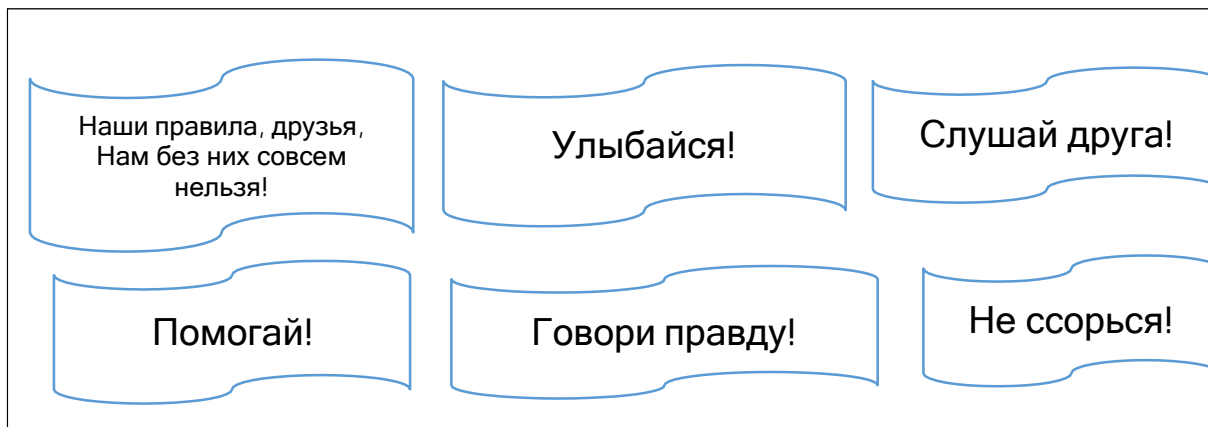 Наши правила, друзья,
Нам без них совсем
нельзя!
Улыбайся!
Слушай друга!
Помогай!
Говори правду!
Не ссорься!